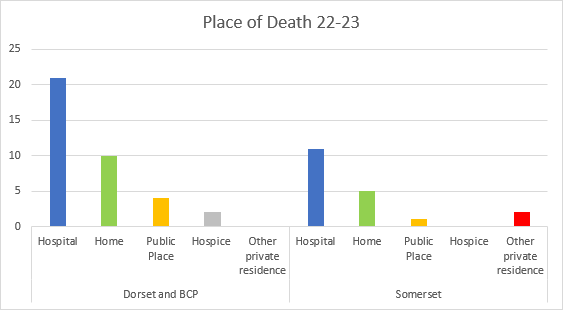 Place of Death 22-23
25
20
15
10
5
0
Hospital
Home
Public
Place
Hospice
Other
private
residence
Hospital
Home
Public
Place
Hospice
Other
private
residence
Dorset and BCP
Somerset